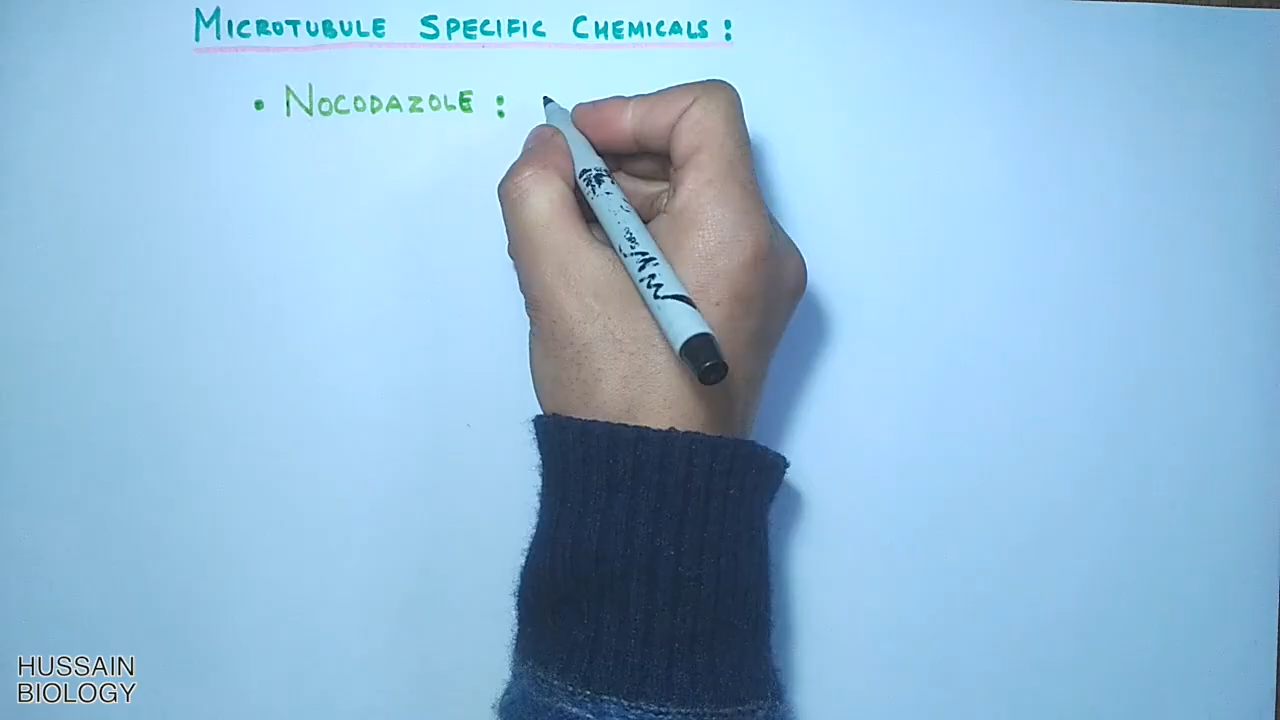 MICROTUBULE SPECIFIC CHEMICALS :
• NOCODAZOLE :
HUSSAIN
BIOLOGY